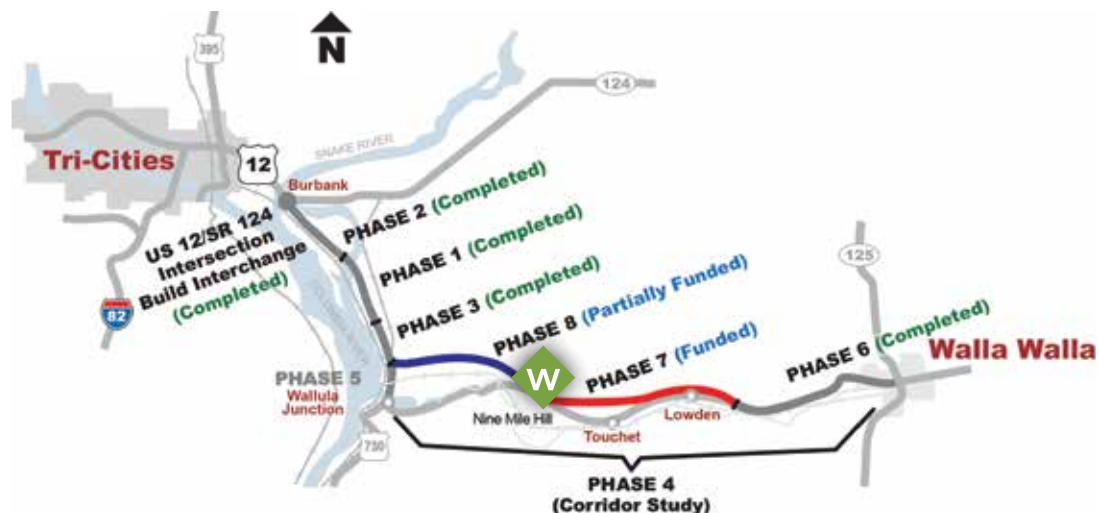 395
N
124
SNAKE RIVER
Tri-Cities
12
Burbank
PHASE 2 (Completed)
US 12/SR 124
Intersection
Build Interchange
(Completed)
PHASE 1 (Completed)
125
82
PHASE 3 (Completed)
PHASE 8 (Partially Funded)
PHASE 7 (Funded)
PHASE 6 (Completed)
Walla Walla
PHASE 5
Wallula
Junction
W
Nine Mile Hill
Lowden
Touchet
730
PHASE 4
(Corridor Study)